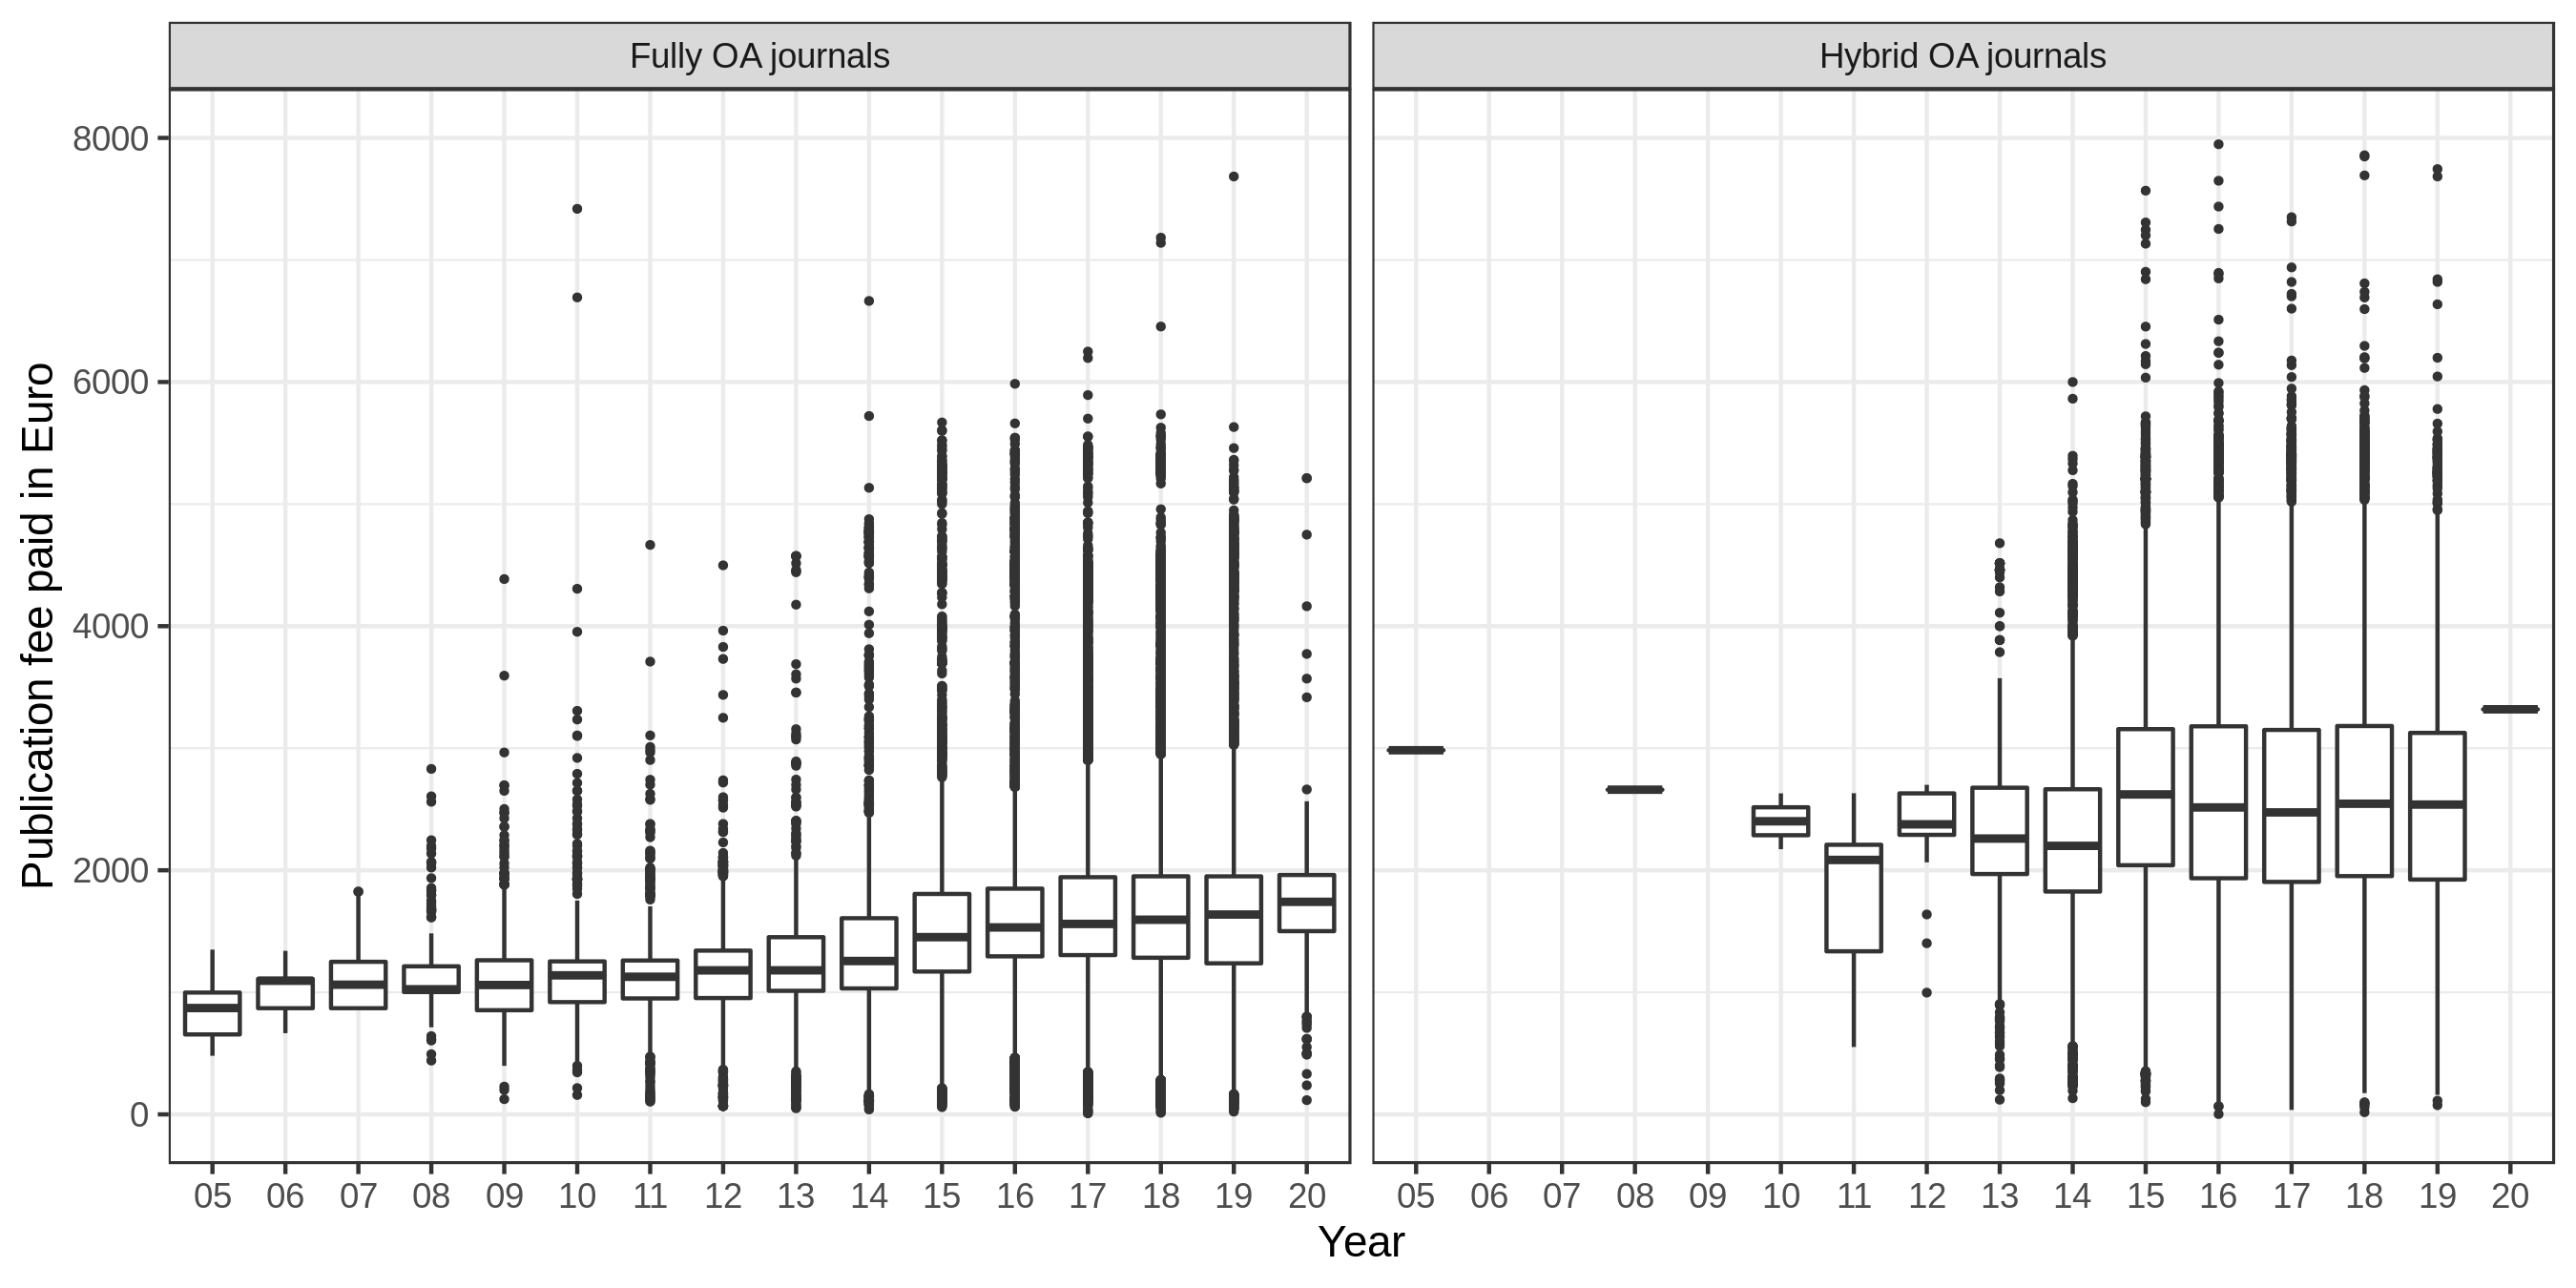 Fully OA journals
Hybrid OA journals
Publication fee paid in Euro
8000
6000
4000
2000
0
05 06 07 08 09 10 11 12 13 14 15 16 17 18 19 20
05 06 07 08 09 10 11 12 13 14 15 16 17 18 19 20
Year